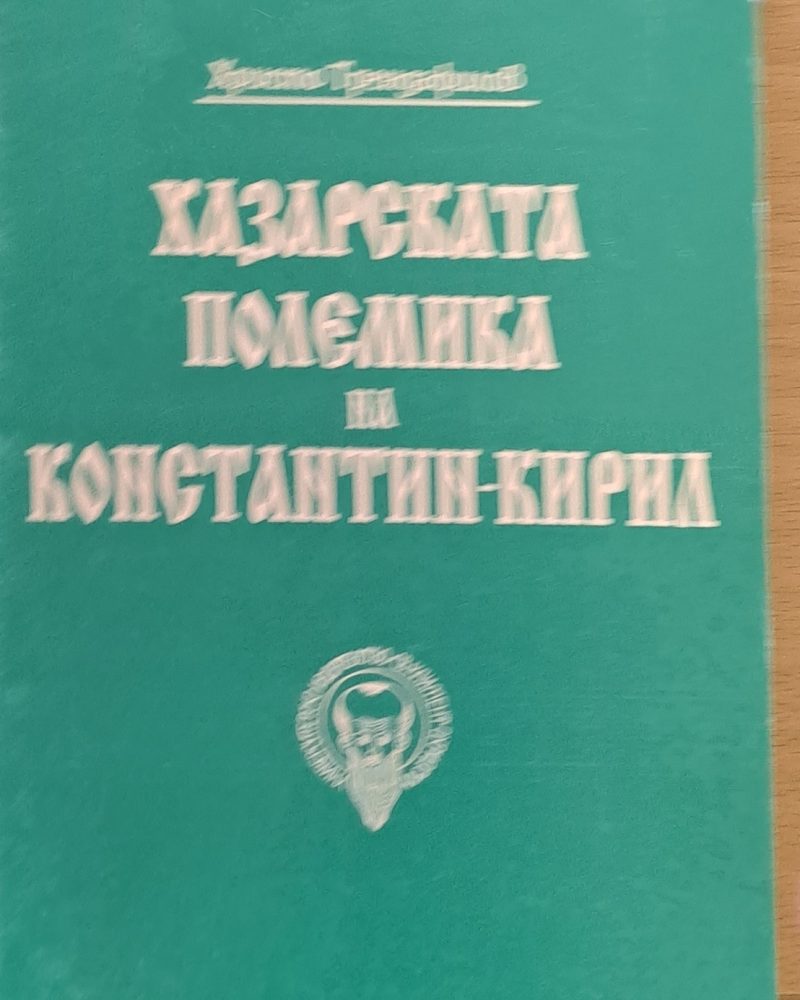 Христо Трендафилов
ХАЗАРСКАТА
ПОЛЕМИКА
НА
КОНСТАНТИН-КИРИЛ